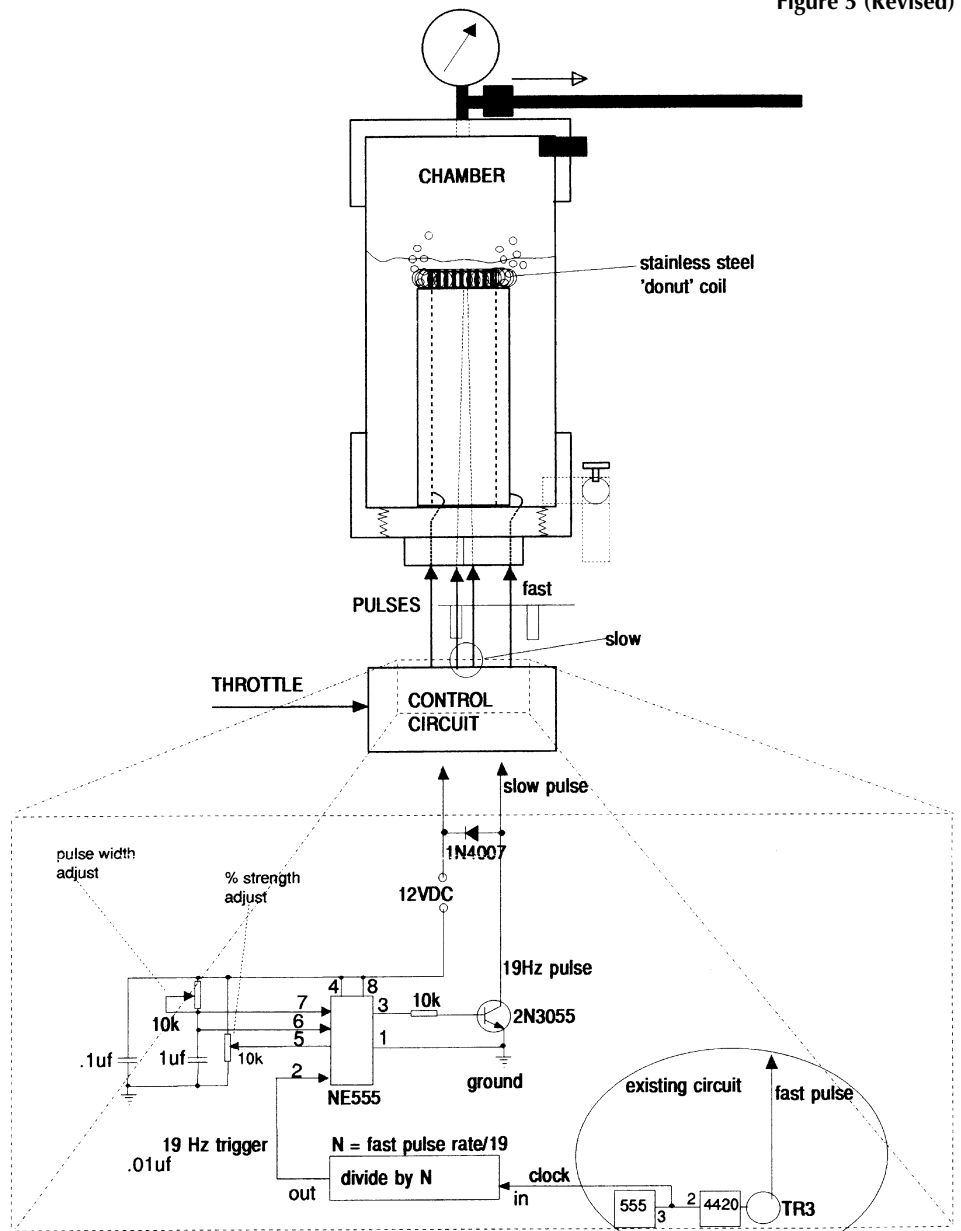 Figure 5 (Revised)
CHAMBER
stainless steel
'donut' coil
fast
PULSES
slow
THROTTLE
CONTROL
CIRCUIT
slow pulse
1N4007
pulse width
adjust
% strength
adjust
12VDC
19Hz pulse
4 8
7
3
10k
2N3055
10k
6
5
1
.1uf
1uf
10k
2
NE555
ground
existing circuit
fast pulse
19 Hz trigger
N = fast pulse rate/19
.01uf
divide by N
clock
out
in
555
3
2
4420
TR3